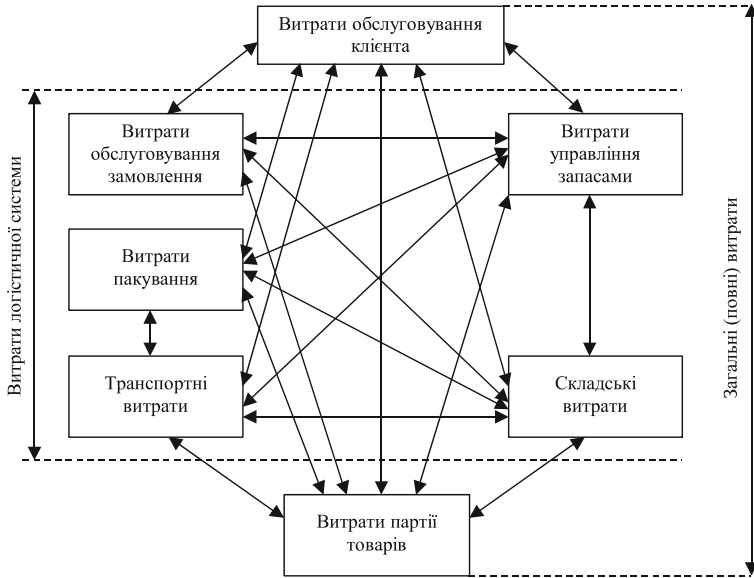 Витрати обслуговування
клієнта
Витрати
обслуговування
замовлення
Витрати
управління
запасами
Витрати
пакування
Транспортні
витрати
Складські
витрати
Витрати партії
товарів
Витрати логістичної системи
Загальні (повні) витрати